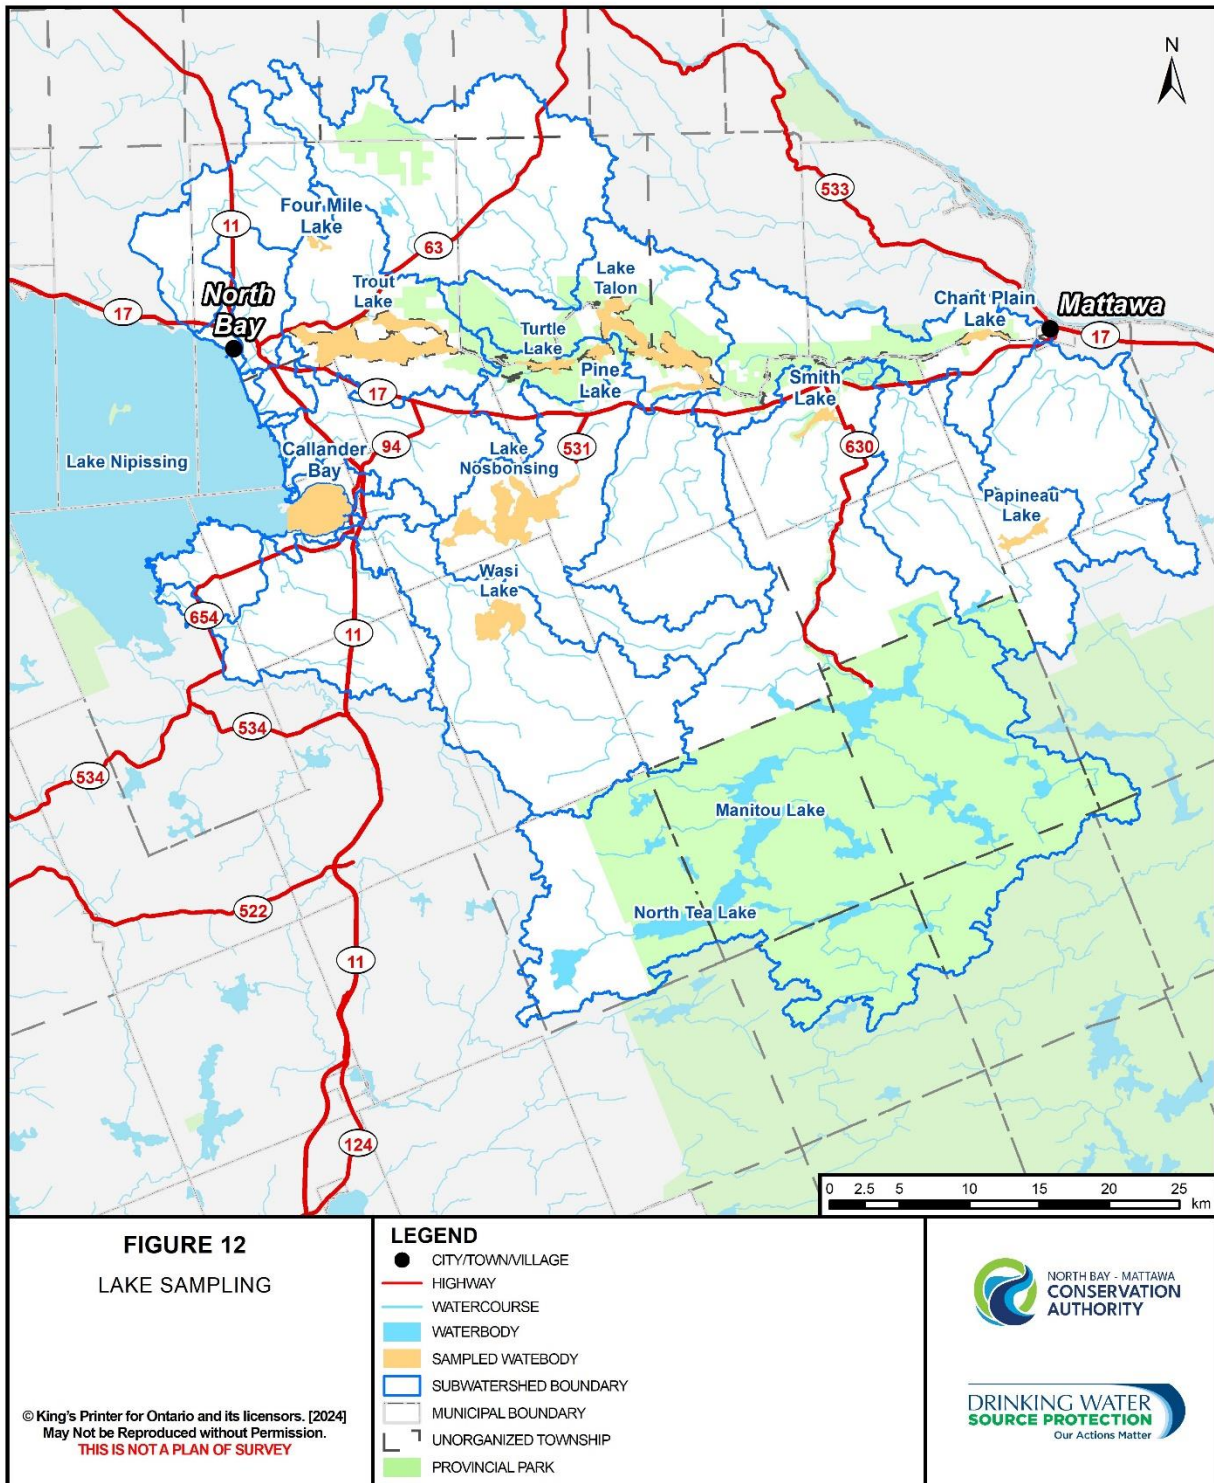 N
533
11
Four Mile
Lake
63
Lake
Talon
Trout
Lake
Chant Plain
Lake
Mattawa
17
North
Bay
17
Turtle
Lake
Pine
Lake
Smith
Lake
17
Lake Nipissing
Callander
Bay
94
Lake
Nosbonsing
531
630
Papineau
Lake
Wasi
Lake
654
11
534
534
Manitou Lake
522
North Tea Lake
11
124
0 2.5 5 10 15 20 25
km
FIGURE 12
LAKE SAMPLING
© King's Printer for Ontario and its licensors. [2024]
May Not be Reproduced without Permission.
THIS IS NOT A PLAN OF SURVEY
LEGEND
CITY/TOWN/VILLAGE
HIGHWAY
WATERCOURSE
WATERBODY
SAMPLED WATEBODY
SUBWATERSHED BOUNDARY
MUNICIPAL BOUNDARY
UNORGANIZED TOWNSHIP
PROVINCIAL PARK
NORTH BAY - MATTAWA
CONSERVATION
AUTHORITY
DRINKING WATER
SOURCE PROTECTION
Our Actions Matter